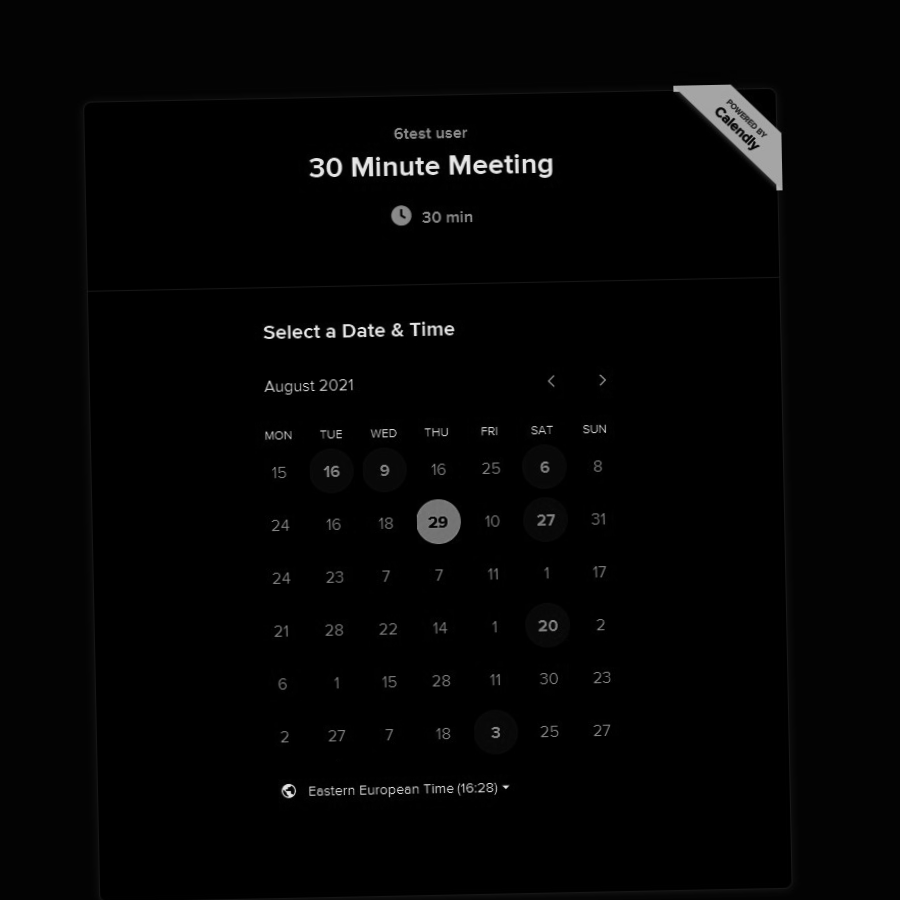 POWERED BY
Calendly
6test user
30 Minute Meeting
30 min
Select a Date & Time
August 2021
MON TUE WED THU FRI SAT SUN
15 16 9 16 25 6 8
24 16 18 29 10 27 31
24 23 7 7 11 1 17
21 28 22 14 1 20 2
6 1 15 28 11 30 23
2 27 7 18 3 25 27
Eastern European Time (16:28)